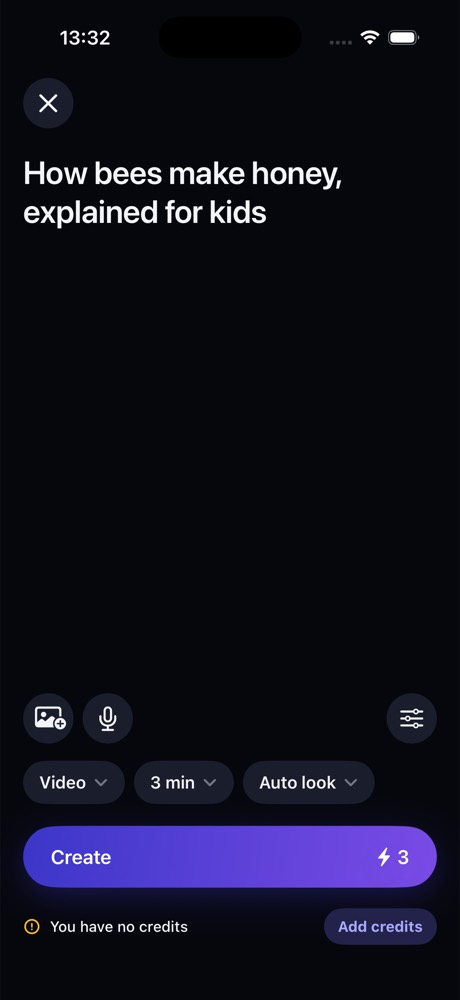 13:32
How bees make honey,
explained for kids
Video
3 min
Auto look
Create
3
You have no credits
Add credits